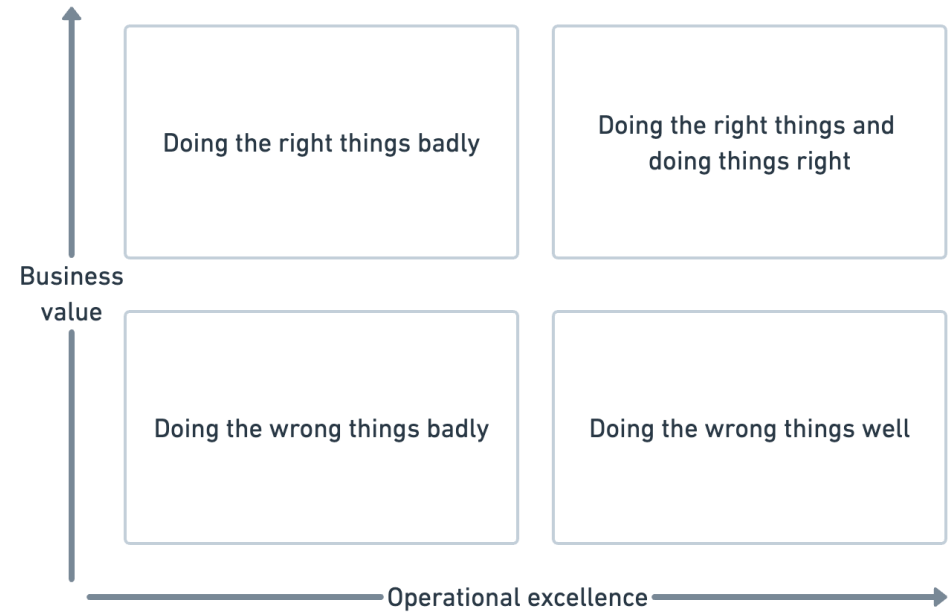 Doing the right things badly
Doing the right things and
doing things right
Business
value
Doing the wrong things badly
Doing the wrong things well
Operational excellence